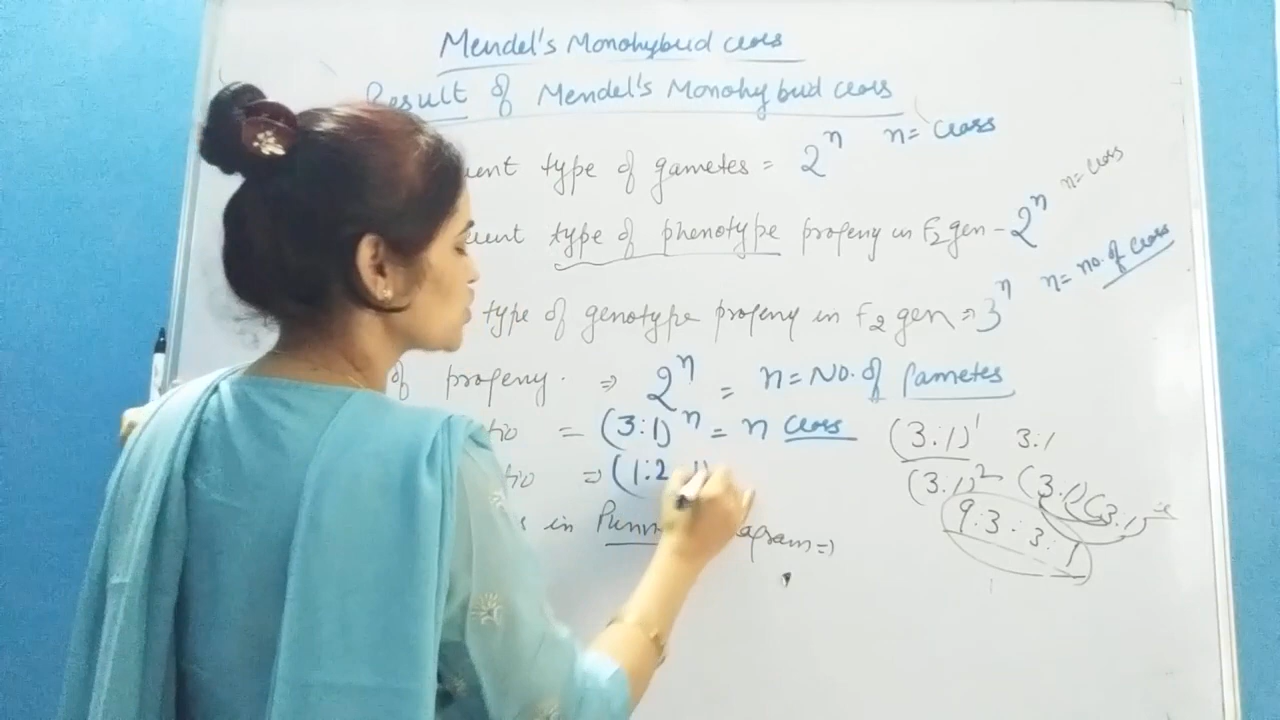 Mendel's Monohybrid cross
Result of Mendel's Monohybrid cross
type of gametes = 2ⁿ n= cross
type of phenotype progeny in F₂ gen - 2ⁿ n= cross
type of genotype progeny in F₂ gen => 3ⁿ n= no. of cross
of progeny. => 2ⁿ = n= No. of Gametes
= (3:1)ⁿ = n cross
=> (1:2
in
=>
(3:1)¹ 3:1
(3:1)² (3:1)(3:1)
9:3:3:1